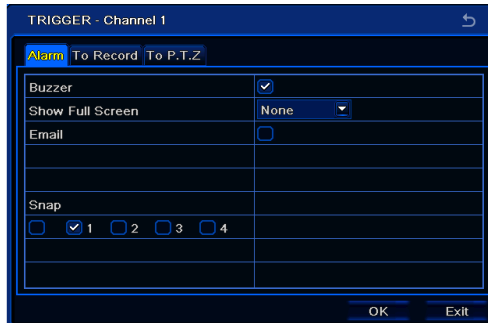 TRIGGER - Channel 1
Alarm To Record To P.T.Z
Buzzer
Show Full Screen None
Email
Snap
1 2 3 4
OK Exit